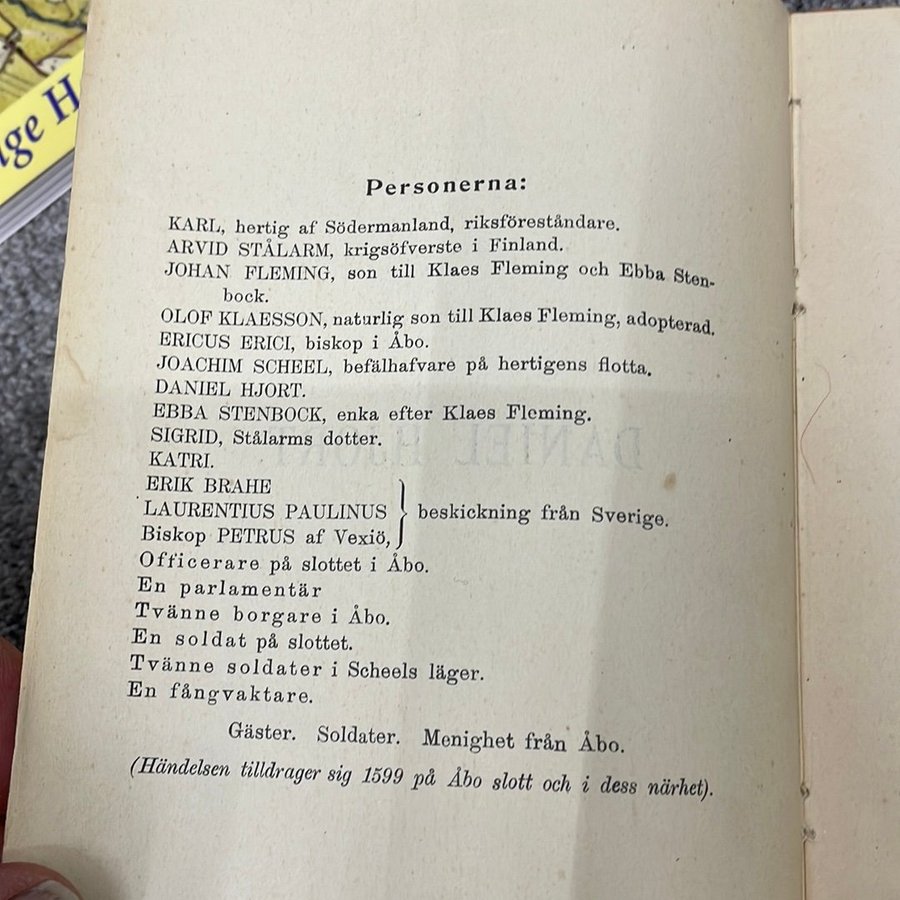 Personerna:
KARL, hertig af Södermanland, riksföreståndare.
ARVID STÅLARM, krigsöfverste i Finland.
JOHAN FLEMING, son till Klaes Fleming och Ebba Sten-
bock.
OLOF KLAESSON, naturlig son till Klaes Fleming, adopterad.
ERICUS ERICI, biskop i Åbo.
JOACHIM SCHEEL, befälhafvare på hertigens flotta.
DANIEL HJORT.
EBBA STENBOCK, enka efter Klaes Fleming.
SIGRID, Stålarms dotter.
KATRI.
ERIK BRAHE
LAURENTIUS PAULINUS } beskickning från Sverige.
Biskop PETRUS af Vexiö,
Officerare på slottet i Åbo.
En parlamentär
Tvänne borgare i Åbo.
En soldat på slottet.
Tvänne soldater i Scheels läger.
En fångvaktare.
Gäster. Soldater. Menighet från Åbo.
(Händelsen tilldrager sig 1599 på Åbo slott och i dess närhet).
DANIEL HJORT